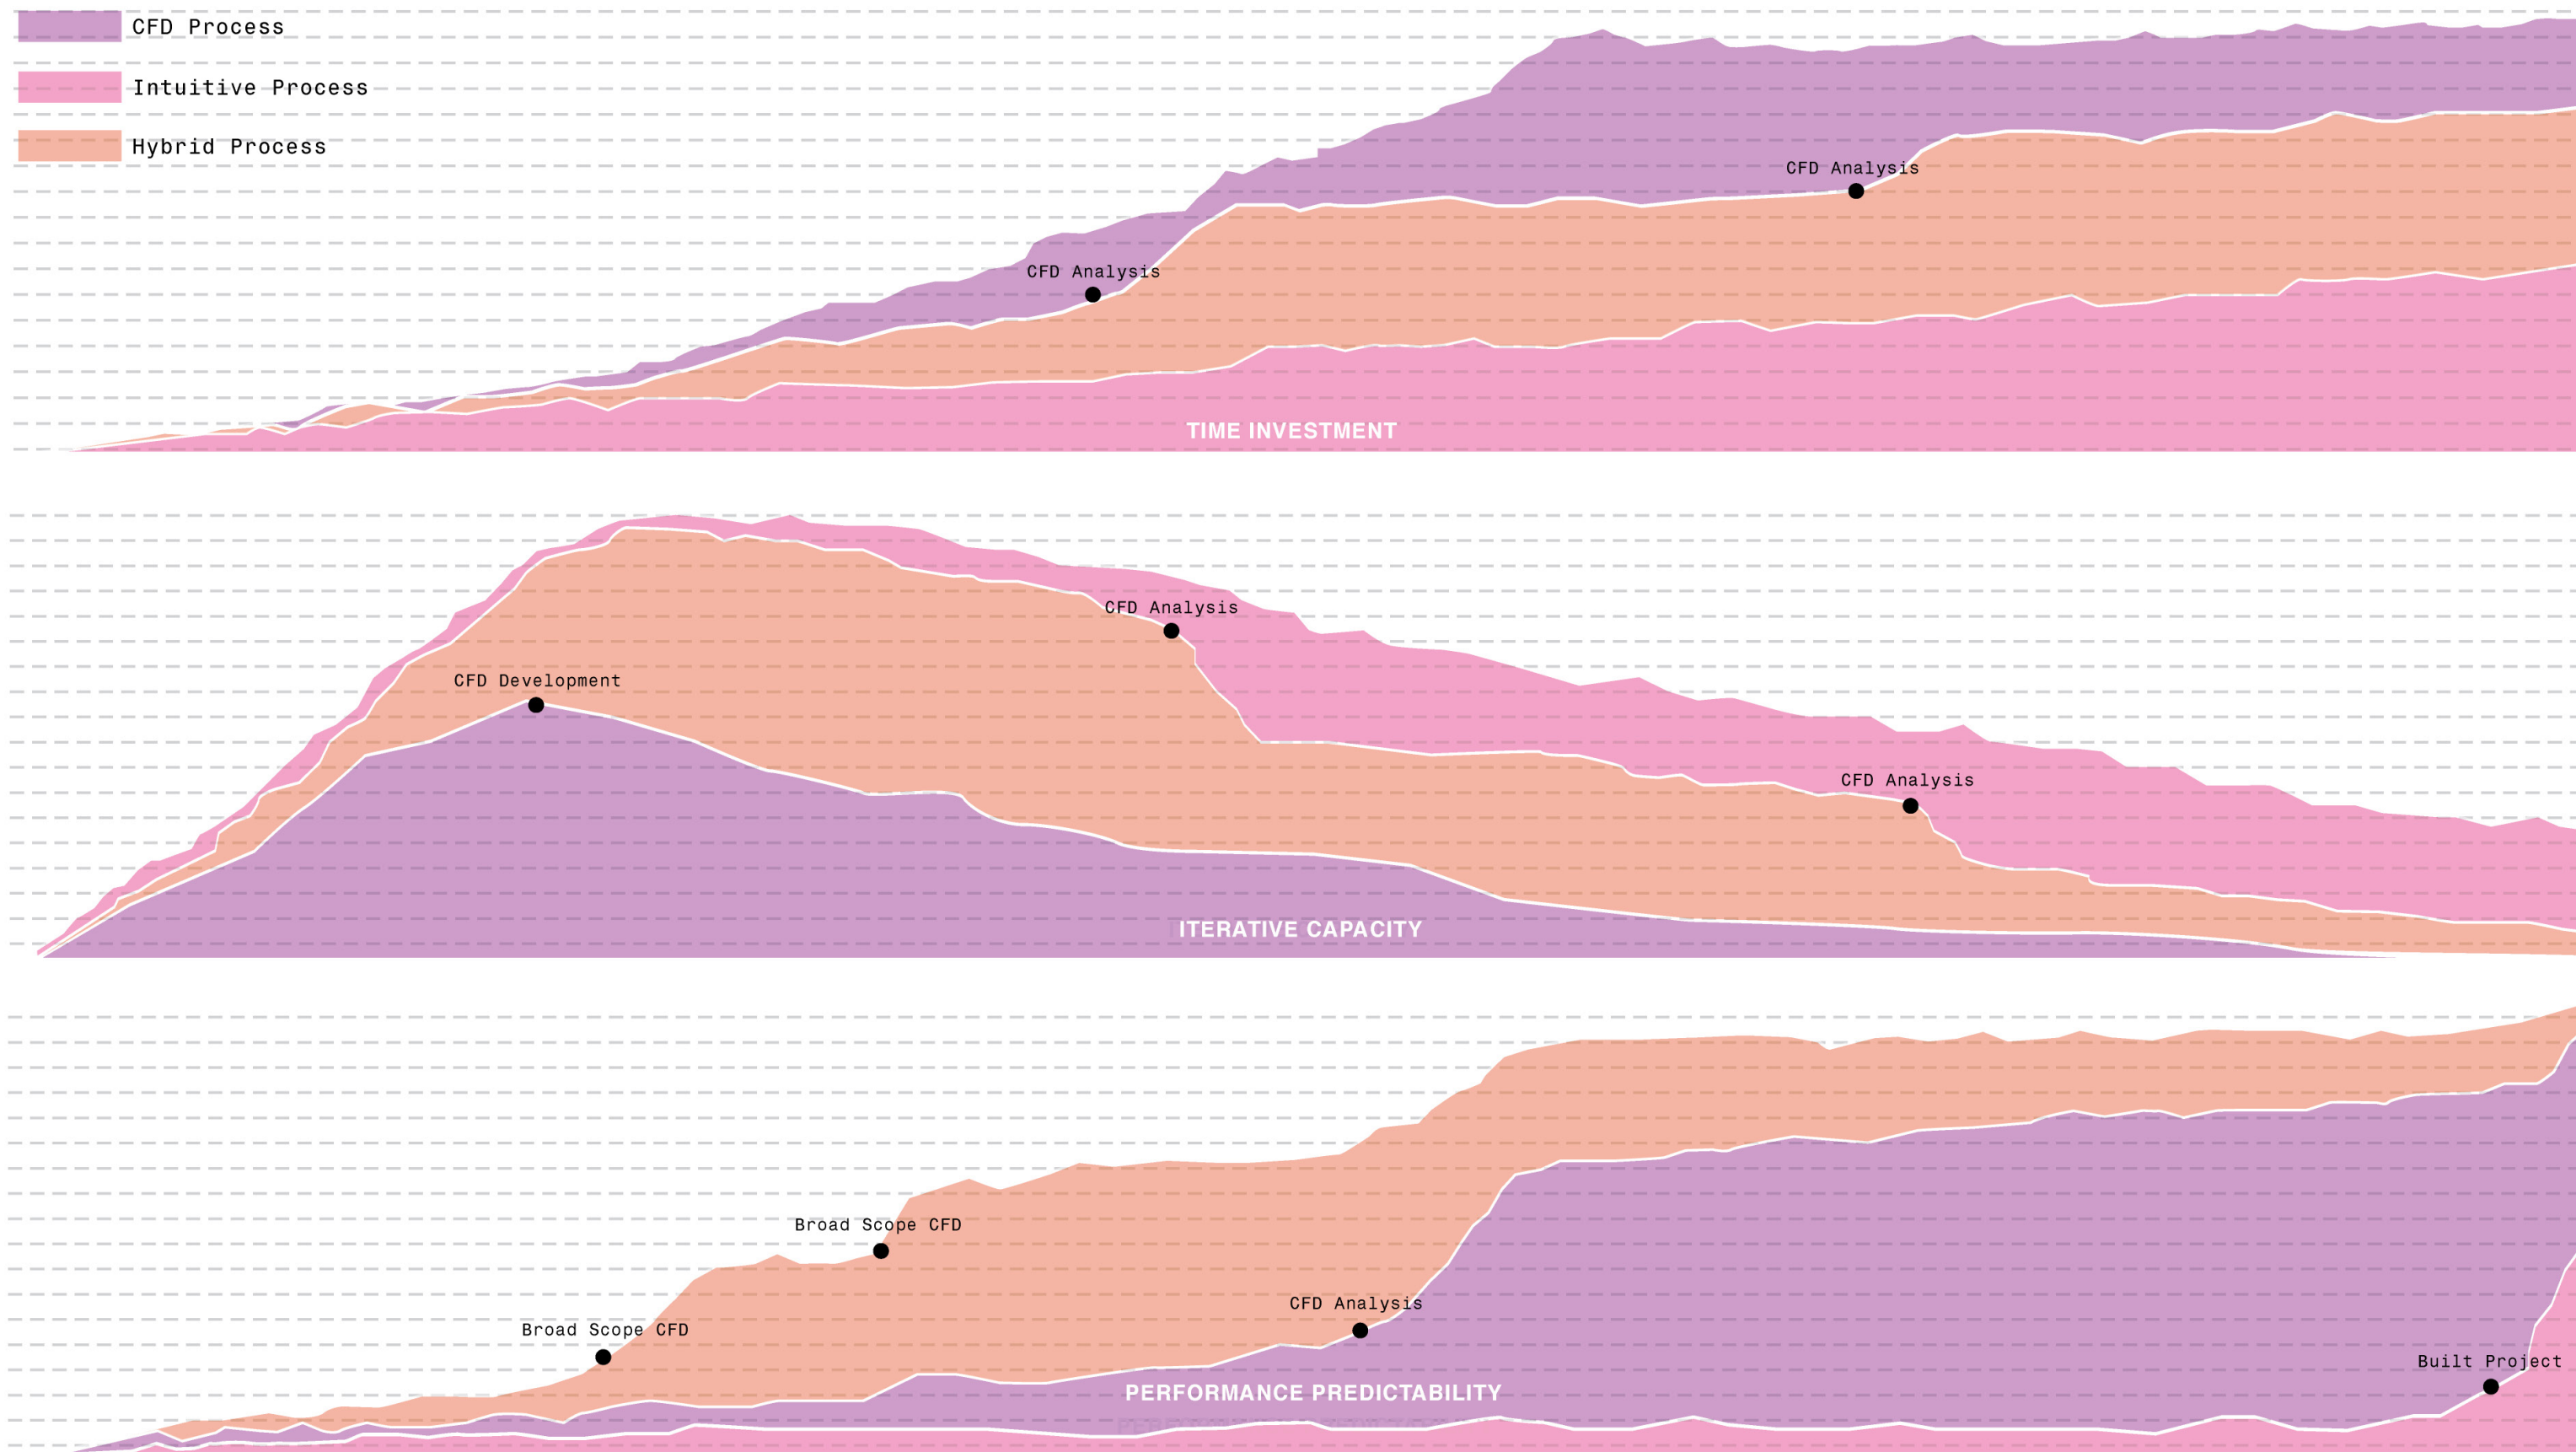 CFD Process
Intuitive Process
Hybrid Process
CFD Analysis
CFD Analysis
TIME INVESTMENT
CFD Analysis
CFD Development
CFD Analysis
ITERATIVE CAPACITY
Broad Scope CFD
CFD Analysis
Broad Scope CFD
Built Project
PERFORMANCE PREDICTABILITY